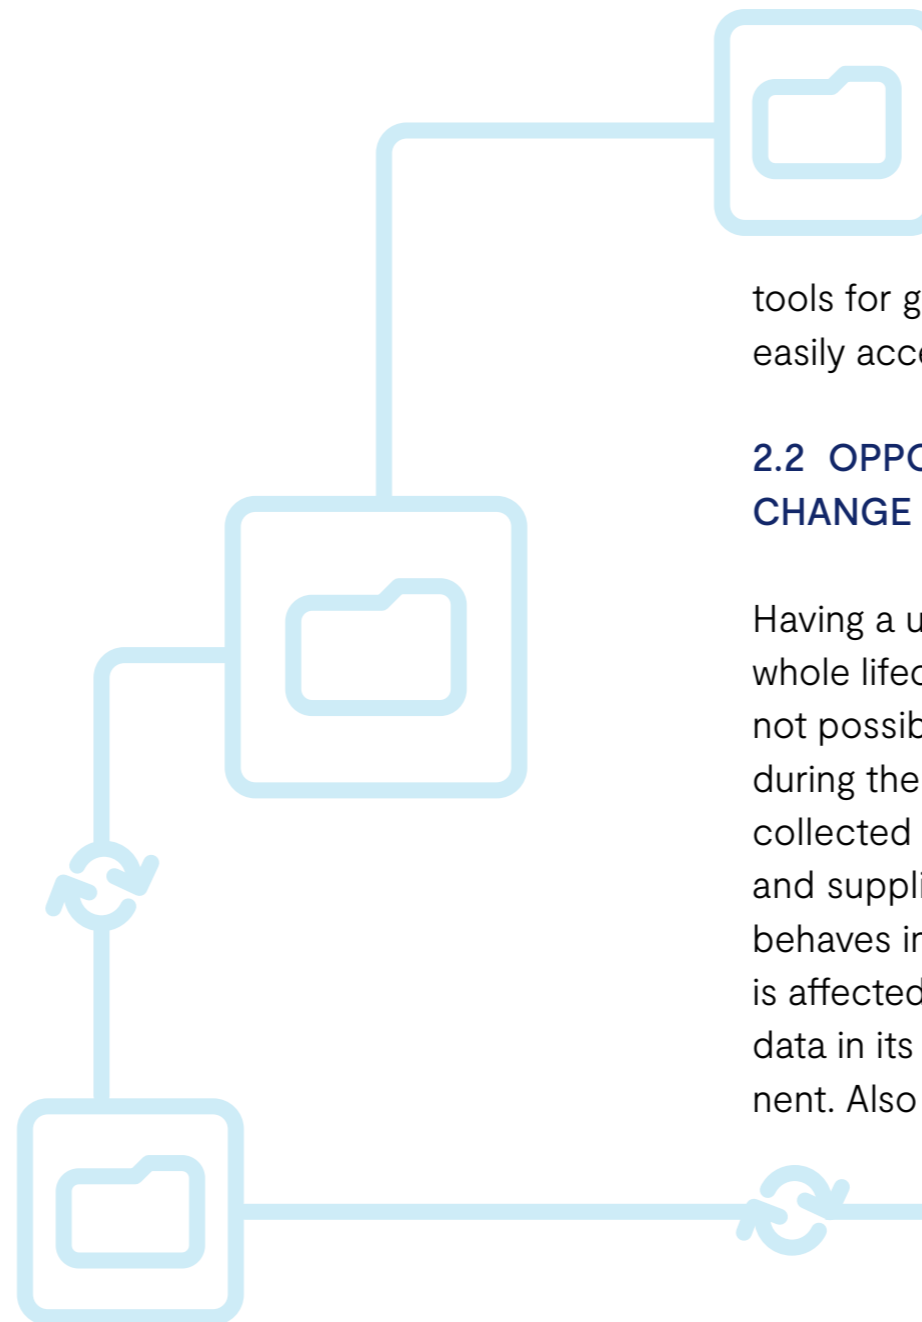 tools for g
easily acce
2.2 OPPO
CHANGE
Having a u
whole lifec
not possib
during the
collected
and suppli
behaves in
is affected
data in its
nent. Also